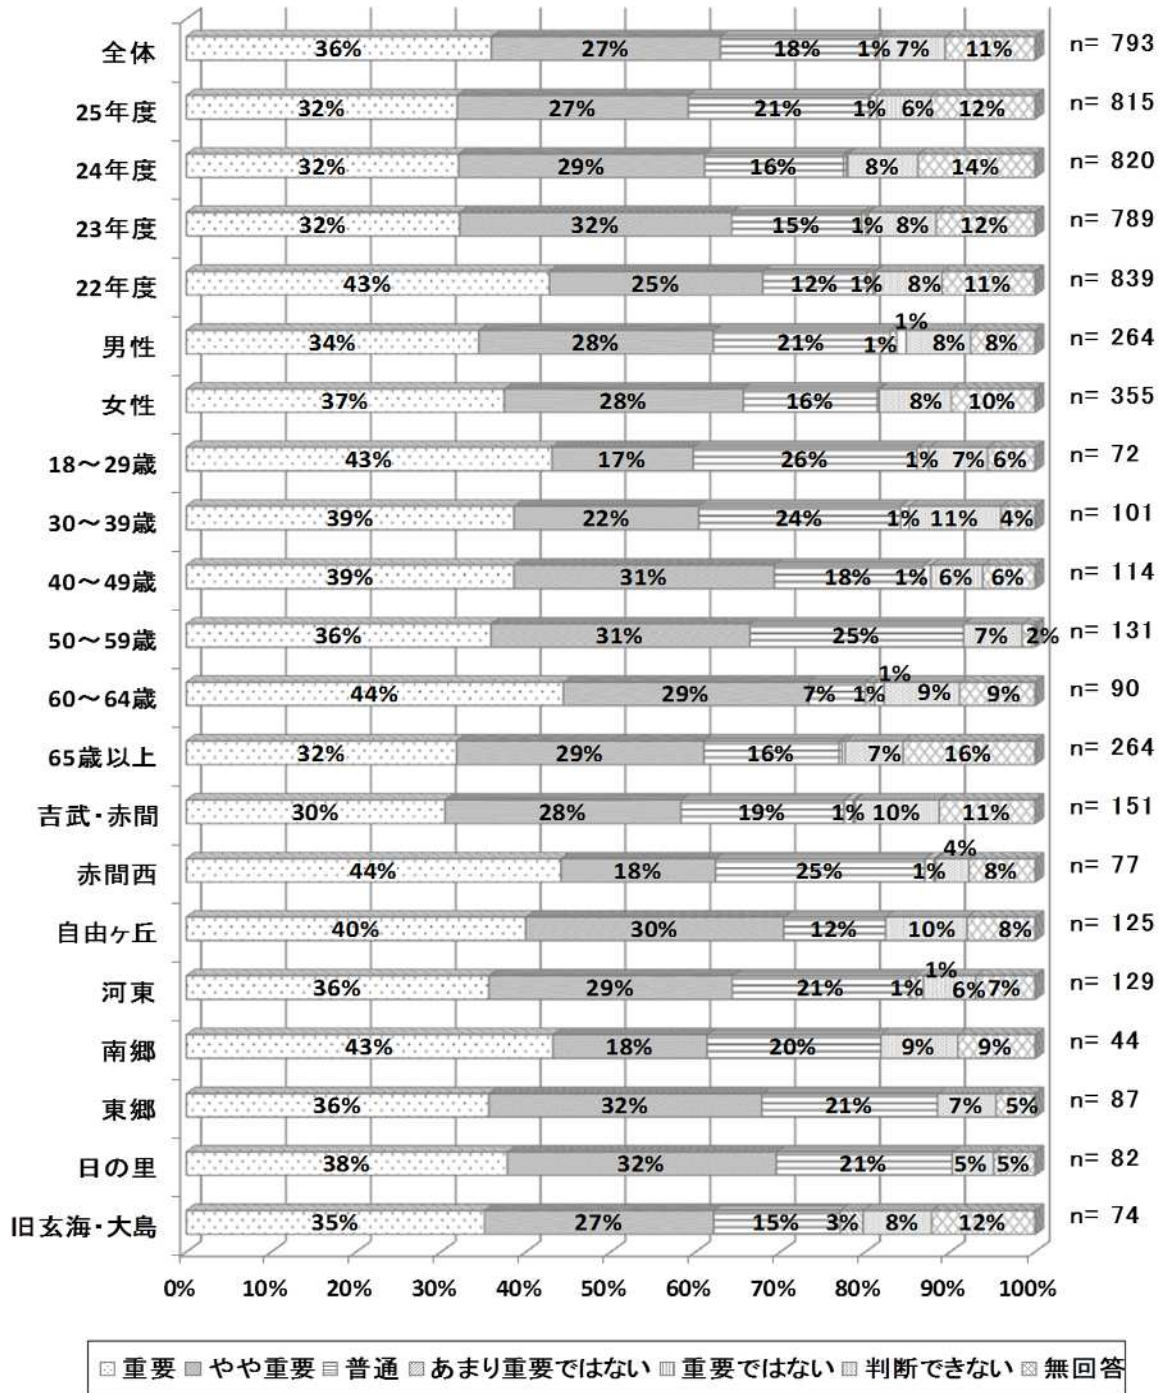 全体 36% 27% 18% 1% 7% 11% n= 793
25年度 32% 27% 21% 1% 6% 12% n= 815
24年度 32% 29% 16% 8% 14% n= 820
23年度 32% 32% 15% 1% 8% 12% n= 789
22年度 43% 25% 12% 1% 8% 11% n= 839
男性 34% 28% 21% 1% 1% 8% 8% n= 264
女性 37% 28% 16% 8% 10% n= 355
18～29歳 43% 17% 26% 1% 7% 6% n= 72
30～39歳 39% 22% 24% 1% 11% 4% n= 101
40～49歳 39% 31% 18% 1% 6% 6% n= 114
50～59歳 36% 31% 25% 7% 2% n= 131
60～64歳 44% 29% 7% 1% 1% 9% 9% n= 90
65歳以上 32% 29% 16% 7% 16% n= 264
吉武・赤間 30% 28% 19% 1% 10% 11% n= 151
赤間西 44% 18% 25% 1% 4% 8% n= 77
自由ヶ丘 40% 30% 12% 10% 8% n= 125
河東 36% 29% 21% 1% 1% 6% 7% n= 129
南郷 43% 18% 20% 9% 9% n= 44
東郷 36% 32% 21% 7% 5% n= 87
日の里 38% 32% 21% 5% 5% n= 82
旧玄海・大島 35% 27% 15% 3% 8% 12% n= 74
0% 10% 20% 30% 40% 50% 60% 70% 80% 90% 100%
重要 やや重要 普通 あまり重要ではない 重要ではない 判断できない 無回答